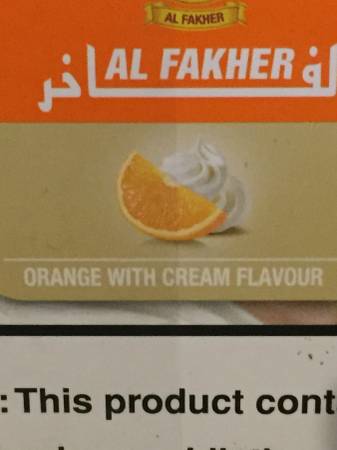 AL FAKHER
الفاخر
AL FAKHER
ORANGE WITH CREAM FLAVOUR
: This product cont